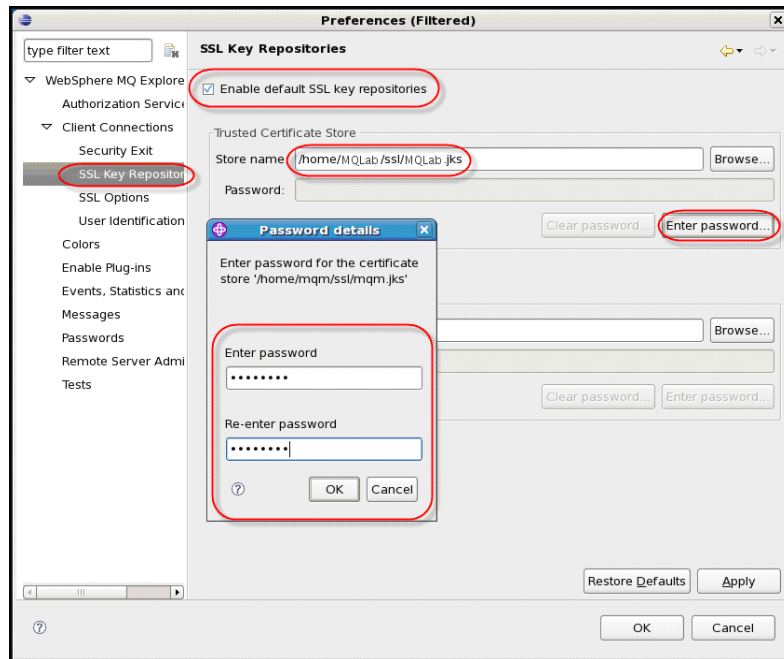 Preferences (Filtered)
type filter text
WebSphere MQ Explore
Authorization Service
Client Connections
Security Exit
SSL Key Repositor
SSL Options
User Identification
Colors
Enable Plug-ins
Events, Statistics and
Messages
Passwords
Remote Server Admi
Tests
SSL Key Repositories
Enable default SSL key repositories
Trusted Certificate Store
Store name /home/MQLab/ssl/MQLab.jks Browse...
Password:
Clear password... Enter password...
Password details
Enter password for the certificate
store '/home/mqm/ssl/mqm.jks'
Enter password
••••••••
Re-enter password
••••••••
OK Cancel
Browse...
Clear password... Enter password...
Restore Defaults Apply
OK Cancel